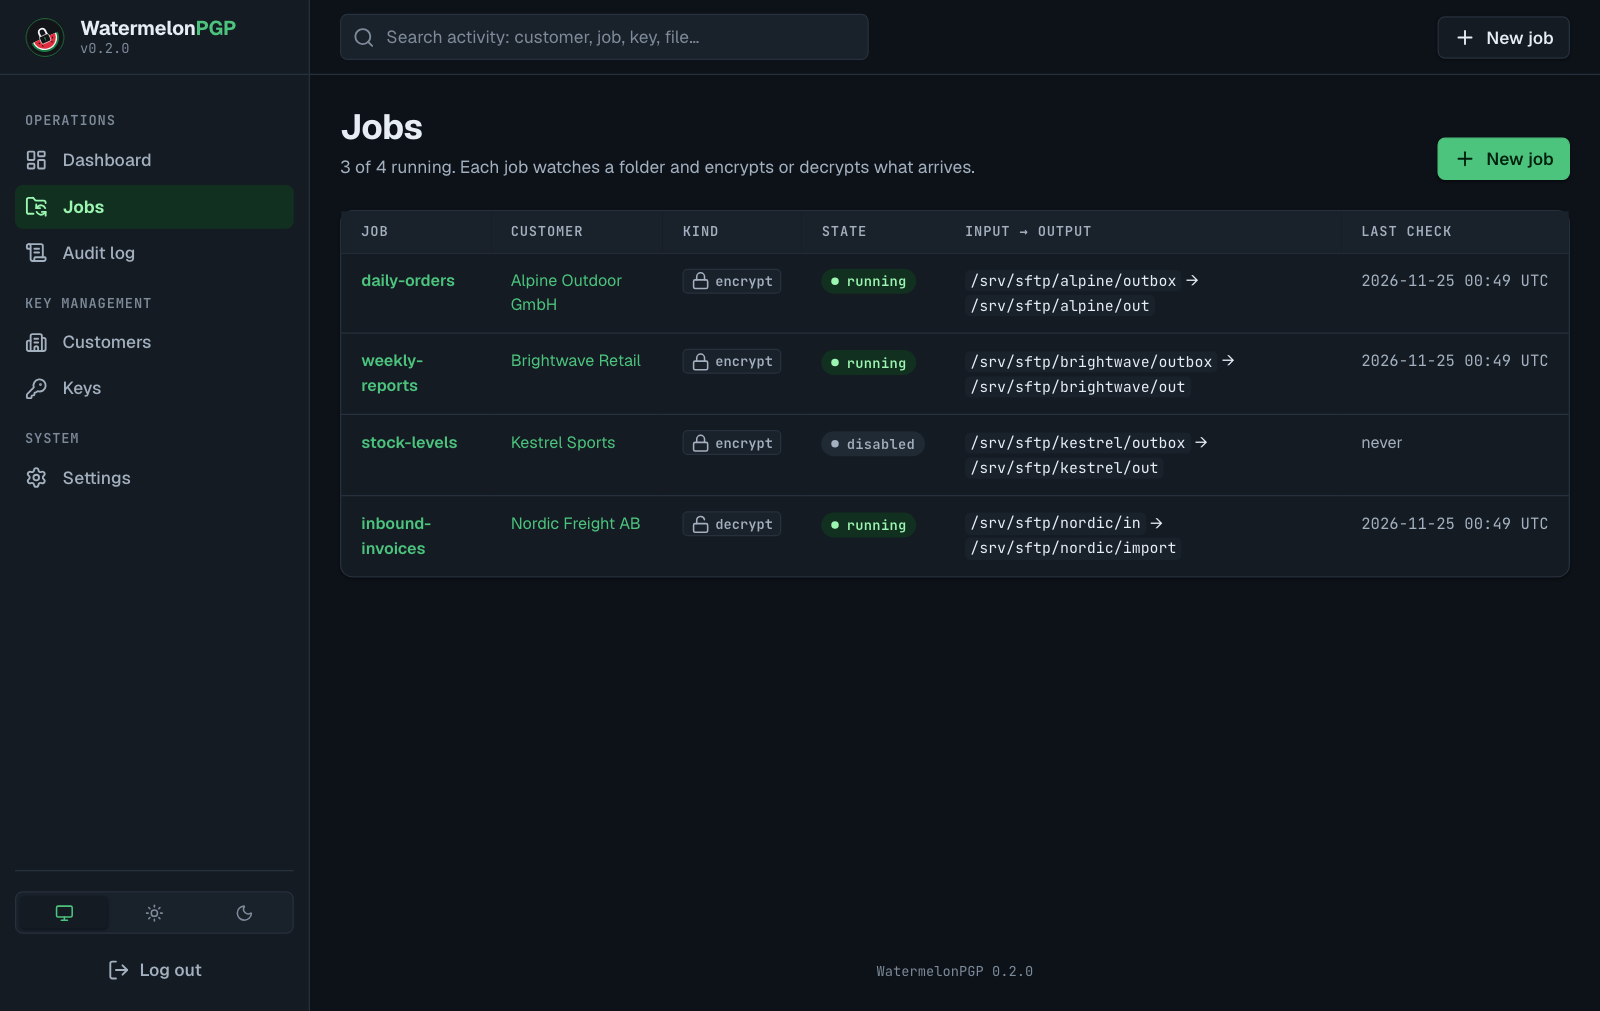 WatermelonPGP
v0.2.0
Search activity: customer, job, key, file...
New job
OPERATIONS
Dashboard
Jobs
Audit log
KEY MANAGEMENT
Customers
Keys
SYSTEM
Settings
Log out
Jobs
3 of 4 running. Each job watches a folder and encrypts or decrypts what arrives.
New job
JOB CUSTOMER KIND STATE INPUT → OUTPUT LAST CHECK
daily-orders Alpine Outdoor encrypt running /srv/sftp/alpine/outbox → 2026-11-25 00:49 UTC
GmbH /srv/sftp/alpine/out
weekly- Brightwave Retail encrypt running /srv/sftp/brightwave/outbox → 2026-11-25 00:49 UTC
reports /srv/sftp/brightwave/out
stock-levels Kestrel Sports encrypt disabled /srv/sftp/kestrel/outbox → never
/srv/sftp/kestrel/out
inbound- Nordic Freight AB decrypt running /srv/sftp/nordic/in → 2026-11-25 00:49 UTC
invoices /srv/sftp/nordic/import
WatermelonPGP 0.2.0